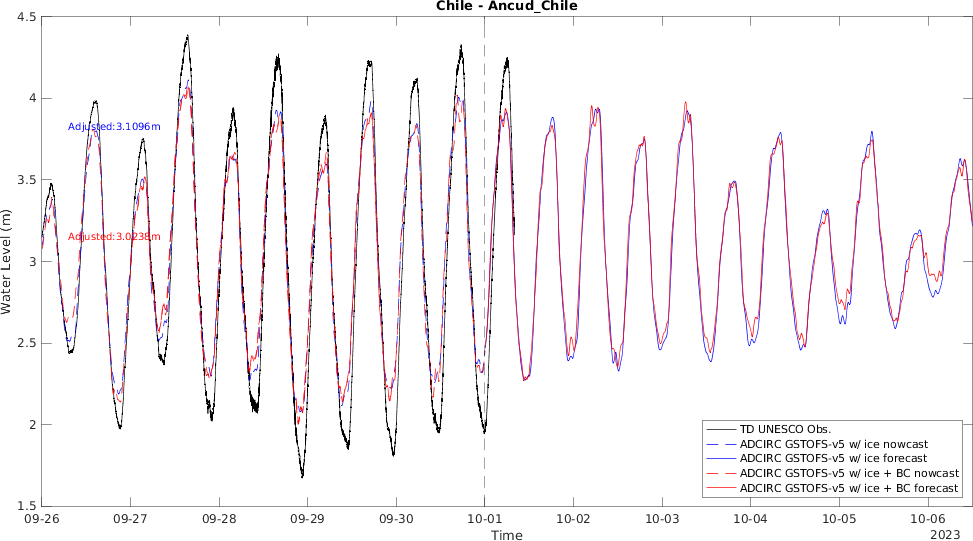 Chile - Ancud_Chile
4.5
4
3.5
3
2.5
2
1.5
Water Level (m)
Adjusted:3.1096m
Adjusted:3.0238m
TD UNESCO Obs.
ADCIRC GSTOFS-v5 w/ ice nowcast
ADCIRC GSTOFS-v5 w/ ice forecast
ADCIRC GSTOFS-v5 w/ ice + BC nowcast
ADCIRC GSTOFS-v5 w/ ice + BC forecast
09-26 09-27 09-28 09-29 09-30 10-01 10-02 10-03 10-04 10-05 10-06
Time
2023